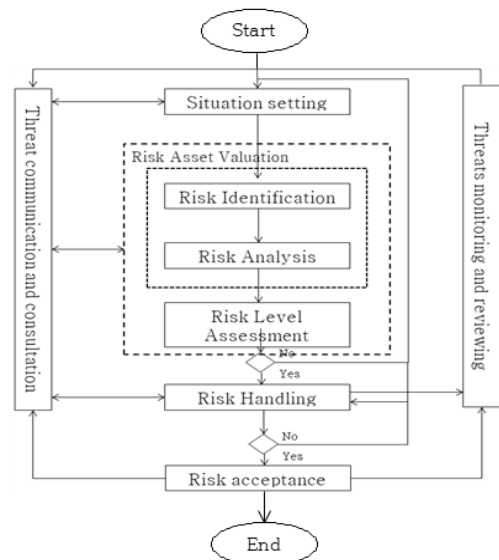 Start
Situation setting
Risk Asset Valuation
Risk Identification
Risk Analysis
Risk Level
Assessment
No
Yes
Risk Handling
No
Yes
Risk acceptance
End
Threat communication and consultation
Threats monitoring and reviewing